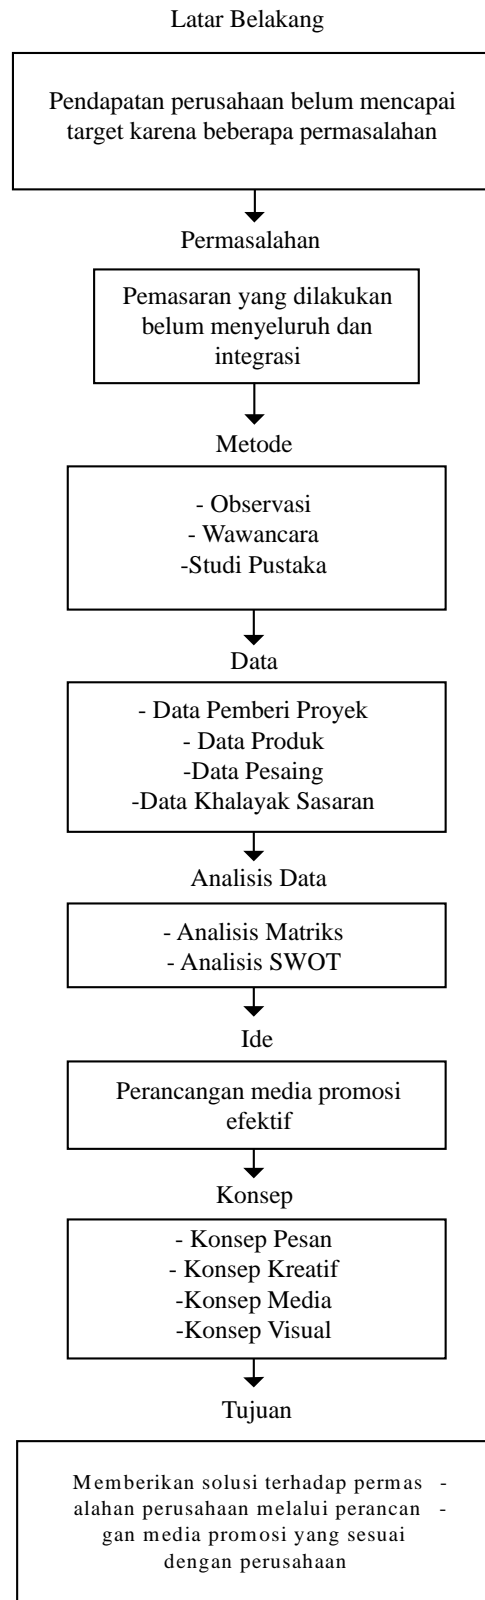 Latar Belakang
Pendapatan perusahaan belum mencapai
target karena beberapa permasalahan
Permasalahan
Pemasaran yang dilakukan
belum menyeluruh dan
integrasi
Metode
- Observasi
- Wawancara
-Studi Pustaka
Data
- Data Pemberi Proyek
- Data Produk
-Data Pesaing
-Data Khalayak Sasaran
Analisis Data
- Analisis Matriks
- Analisis SWOT
Ide
Perancangan media promosi
efektif
Konsep
- Konsep Pesan
- Konsep Kreatif
-Konsep Media
-Konsep Visual
Tujuan
Memberikan solusi terhadap permas -
alahan perusahaan melalui perancan -
gan media promosi yang sesuai
dengan perusahaan